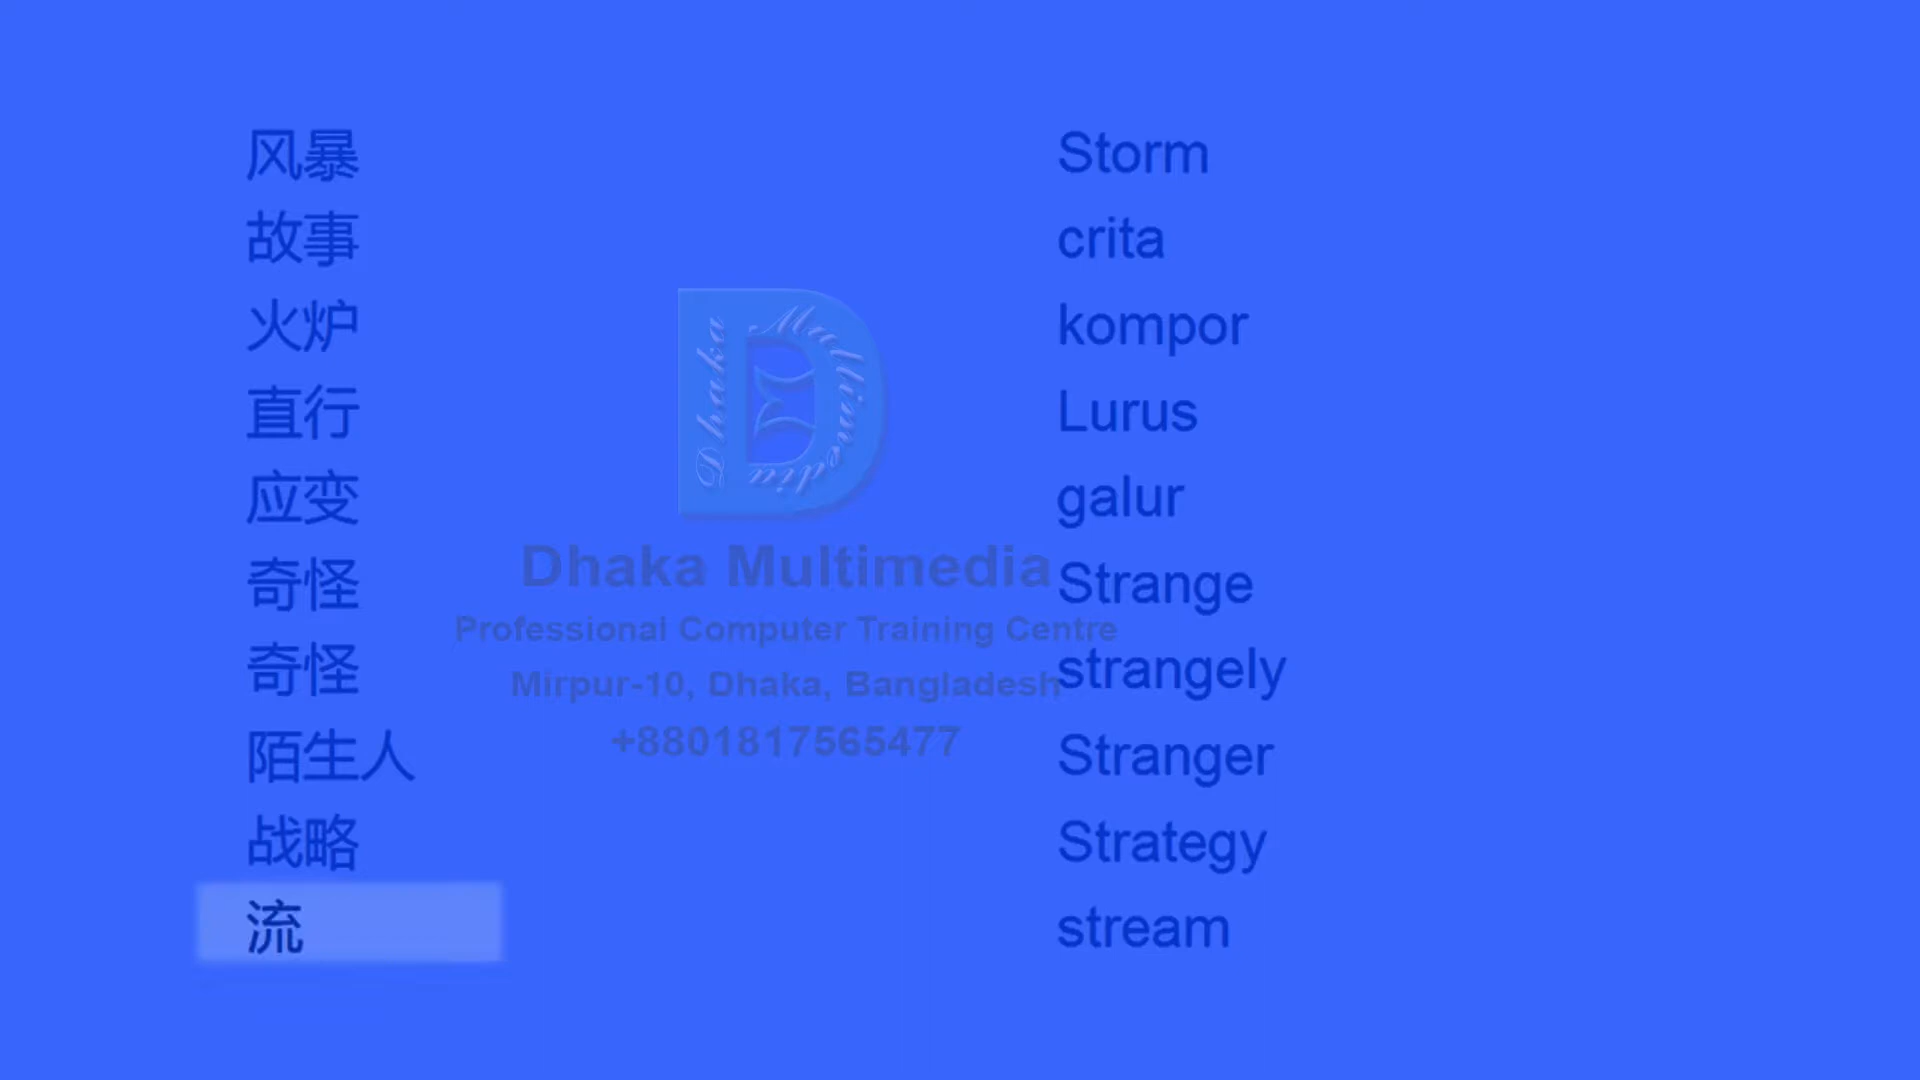 风暴 Storm
故事 crita
火炉 kompor
直行 Lurus
应变 galur
奇怪 Strange
奇怪 strangely
陌生人 Stranger
战略 Strategy
流 stream
Dhaka Multimedia
Dhaka Multimedia
Professional Computer Training Centre
Mirpur-10, Dhaka, Bangladesh
+8801817565477